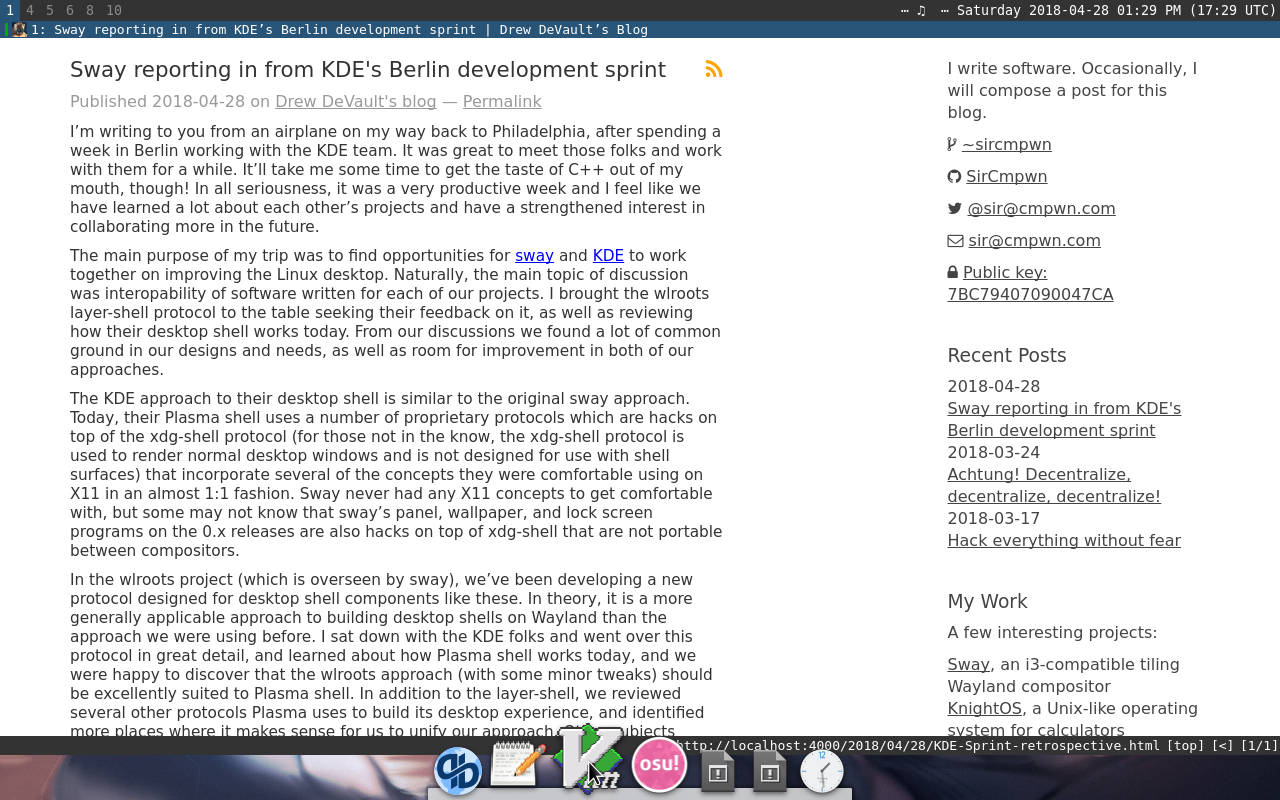 1 4 5 6 8 10
⋯ ♫ ⋯ Saturday 2018-04-28 01:29 PM (17:29 UTC)
1: Sway reporting in from KDE’s Berlin development sprint | Drew DeVault’s Blog
Sway reporting in from KDE's Berlin development sprint
Published 2018-04-28 on Drew DeVault's blog — Permalink
I’m writing to you from an airplane on my way back to Philadelphia, after spending a
week in Berlin working with the KDE team. It was great to meet those folks and work
with them for a while. It’ll take me some time to get the taste of C++ out of my
mouth, though! In all seriousness, it was a very productive week and I feel like we
have learned a lot about each other’s projects and have a strengthened interest in
collaborating more in the future.
The main purpose of my trip was to find opportunities for sway and KDE to work
together on improving the Linux desktop. Naturally, the main topic of discussion
was interopability of software written for each of our projects. I brought the wlroots
layer-shell protocol to the table seeking their feedback on it, as well as reviewing
how their desktop shell works today. From our discussions we found a lot of common
ground in our designs and needs, as well as room for improvement in both of our
approaches.
The KDE approach to their desktop shell is similar to the original sway approach.
Today, their Plasma shell uses a number of proprietary protocols which are hacks on
top of the xdg-shell protocol (for those not in the know, the xdg-shell protocol is
used to render normal desktop windows and is not designed for use with shell
surfaces) that incorporate several of the concepts they were comfortable using on
X11 in an almost 1:1 fashion. Sway never had any X11 concepts to get comfortable
with, but some may not know that sway’s panel, wallpaper, and lock screen
programs on the 0.x releases are also hacks on top of xdg-shell that are not portable
between compositors.
In the wlroots project (which is overseen by sway), we’ve been developing a new
protocol designed for desktop shell components like these. In theory, it is a more
generally applicable approach to building desktop shells on Wayland than the
approach we were using before. I sat down with the KDE folks and went over this
protocol in great detail, and learned about how Plasma shell works today, and we
were happy to discover that the wlroots approach (with some minor tweaks) should
be excellently suited to Plasma shell. In addition to the layer-shell, we reviewed
several other protocols Plasma uses to build its desktop experience, and identified
more places where it makes sense for us to unify our approach.
I write software. Occasionally, I
will compose a post for this
blog.
~sircmpwn
SirCmpwn
@sir@cmpwn.com
sir@cmpwn.com
Public key:
7BC79407090047CA
Recent Posts
2018-04-28
Sway reporting in from KDE's
Berlin development sprint
2018-03-24
Achtung! Decentralize,
decentralize, decentralize!
2018-03-17
Hack everything without fear
My Work
A few interesting projects:
Sway, an i3-compatible tiling
Wayland compositor
KnightOS, a Unix-like operating
system for calculators
http://localhost:4000/2018/04/28/KDE-Sprint-retrospective.html [top] [<] [1/1]
osu!
12